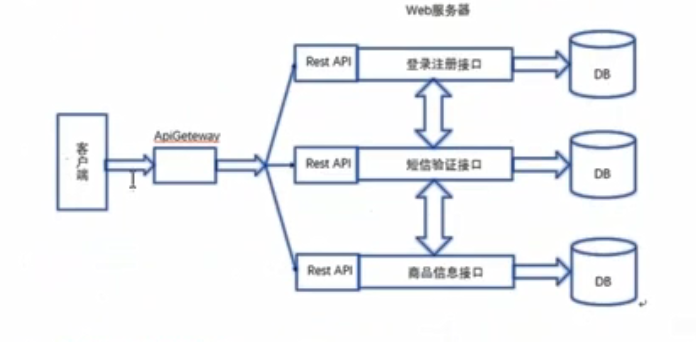 Web服务器
Rest API
登录注册接口
DB
ApiGeteway
客户端
Rest API
短信验证接口
DB
Rest API
商品信息接口
DB